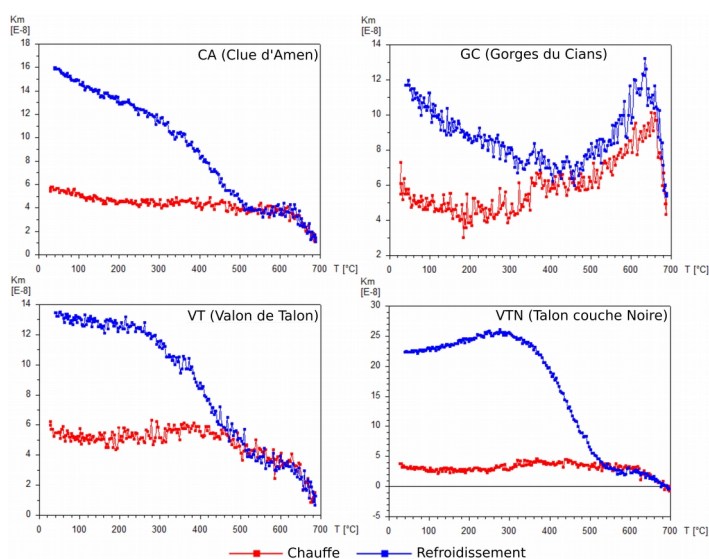 Km
[E-8]
CA (Clue d'Amen)
18
16
14
12
10
8
6
4
2
0
0 100 200 300 400 500 600 700
T [°C]
Km
[E-8]
GC (Gorges du Cians)
14
12
10
8
6
4
2
0 100 200 300 400 500 600 700
T [°C]
Km
[E-8]
VT (Valon de Talon)
14
12
10
8
6
4
2
0
0 100 200 300 400 500 600 700
T [°C]
Km
[E-8]
VTN (Talon couche Noire)
30
25
20
15
10
5
0
-5
0 100 200 300 400 500 600 700
T [°C]
Chauffe Refroidissement